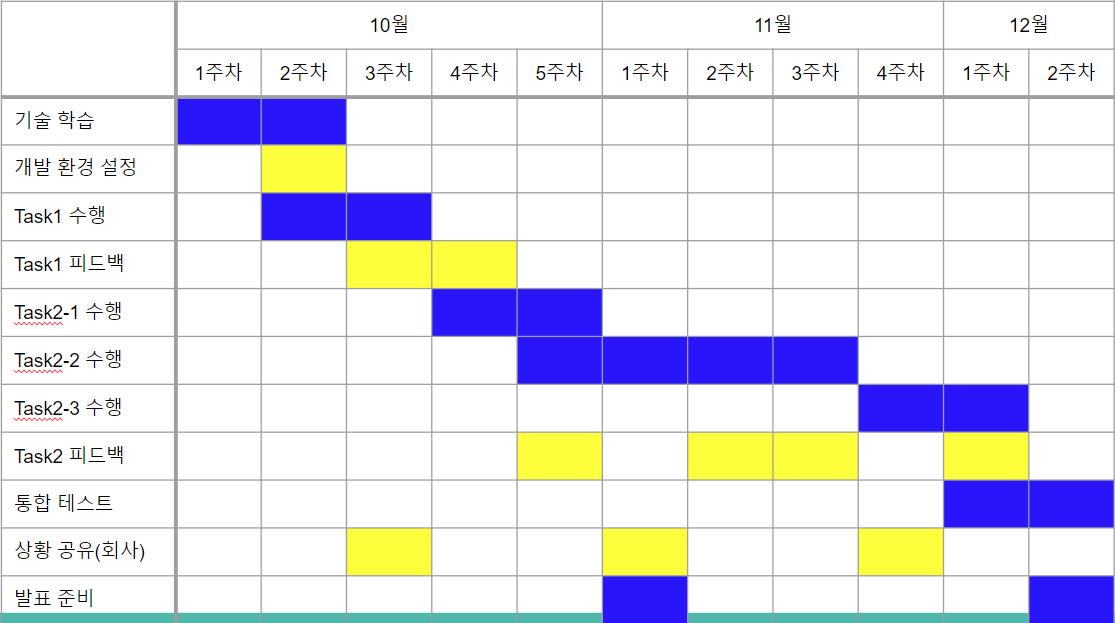 10월 11월 12월
1주차 2주차 3주차 4주차 5주차 1주차 2주차 3주차 4주차 1주차 2주차
기술 학습
개발 환경 설정
Task1 수행
Task1 피드백
Task2-1 수행
Task2-2 수행
Task2-3 수행
Task2 피드백
통합 테스트
상황 공유(회사)
발표 준비